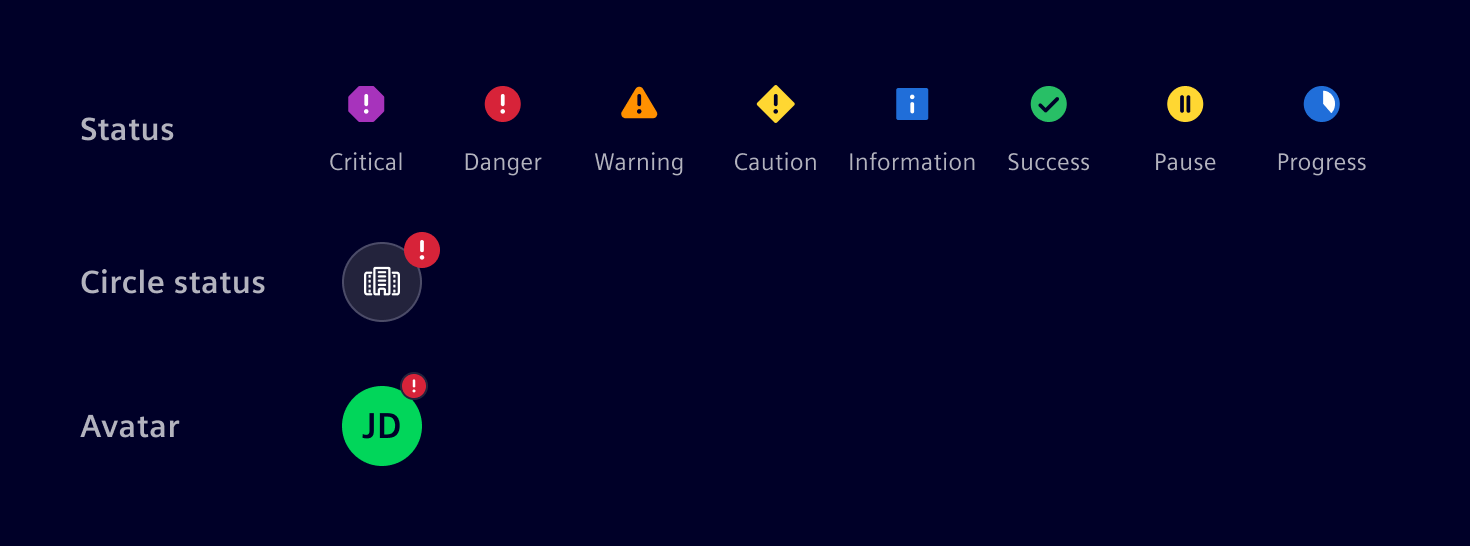 Status
Critical
Danger
Warning
Caution
Information
Success
Pause
Progress
Circle status
Avatar
JD